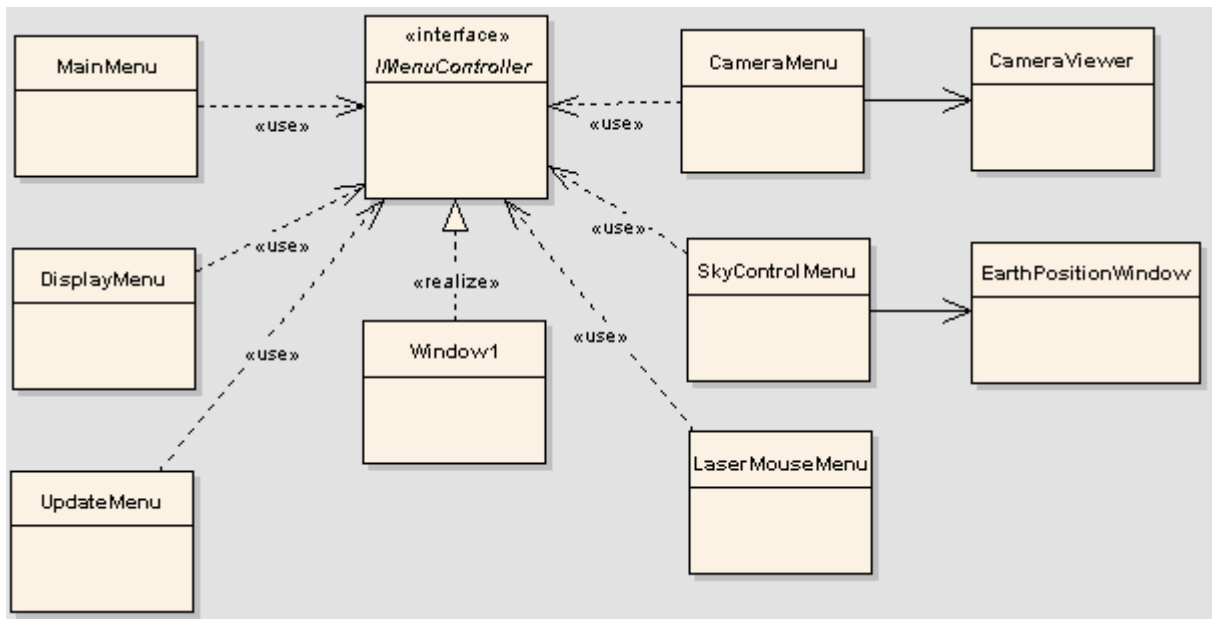 MainMenu
«interface»
IMenuController
CameraMenu
CameraViewer
«use»
«use»
DisplayMenu
«use»
«use»
SkyControlMenu
EarthPositionWindow
«realize»
«use»
«use»
Window1
UpdateMenu
LaserMouseMenu